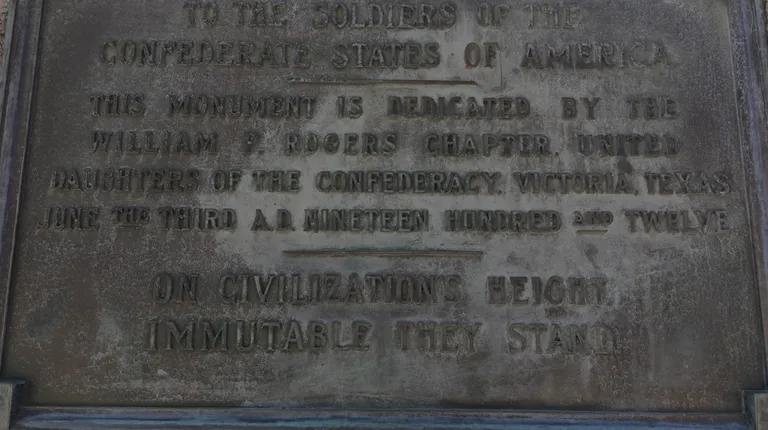 TO THE SOLDIERS OF THE
CONFEDERATE STATES OF AMERICA
THIS MONUMENT IS DEDICATED BY THE
WILLIAM P. ROGERS CHAPTER, UNITED
DAUGHTERS OF THE CONFEDERACY, VICTORIA, TEXAS
JUNE THE THIRD A.D. NINETEEN HUNDRED AND TWELVE
ON CIVILIZATION'S HEIGHT
IMMUTABLE THEY STAND